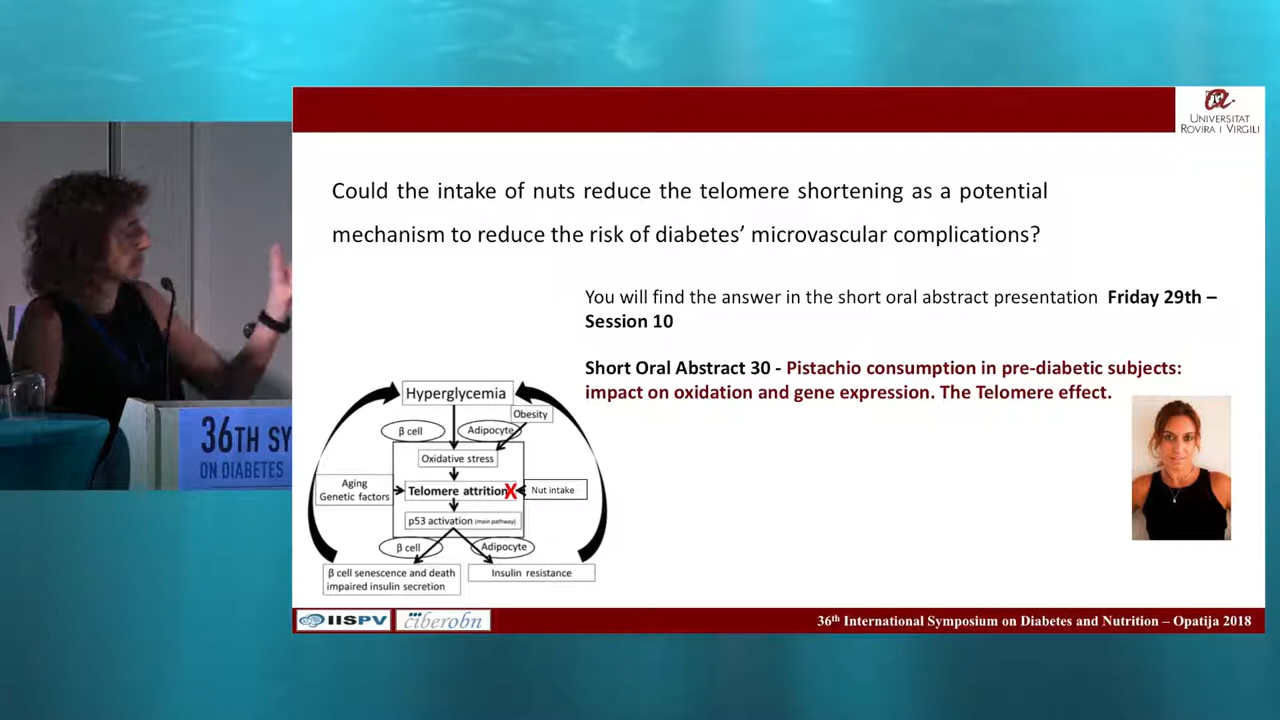 UNIVERSITAT
ROVIRA I VIRGILI
Could the intake of nuts reduce the telomere shortening as a potential
mechanism to reduce the risk of diabetes’ microvascular complications?
You will find the answer in the short oral abstract presentation Friday 29th –
Session 10
Short Oral Abstract 30 - Pistachio consumption in pre-diabetic subjects:
impact on oxidation and gene expression. The Telomere effect.
Hyperglycemia
Obesity
β cell
Adipocyte
Oxidative stress
Aging
Genetic factors
Telomere attrition
X
Nut intake
p53 activation (main pathway)
β cell
Adipocyte
β cell senescence and death
impaired insulin secretion
Insulin resistance
36TH SY
ON DIABETES
IISPV
ciberobn
36th International Symposium on Diabetes and Nutrition – Opatija 2018